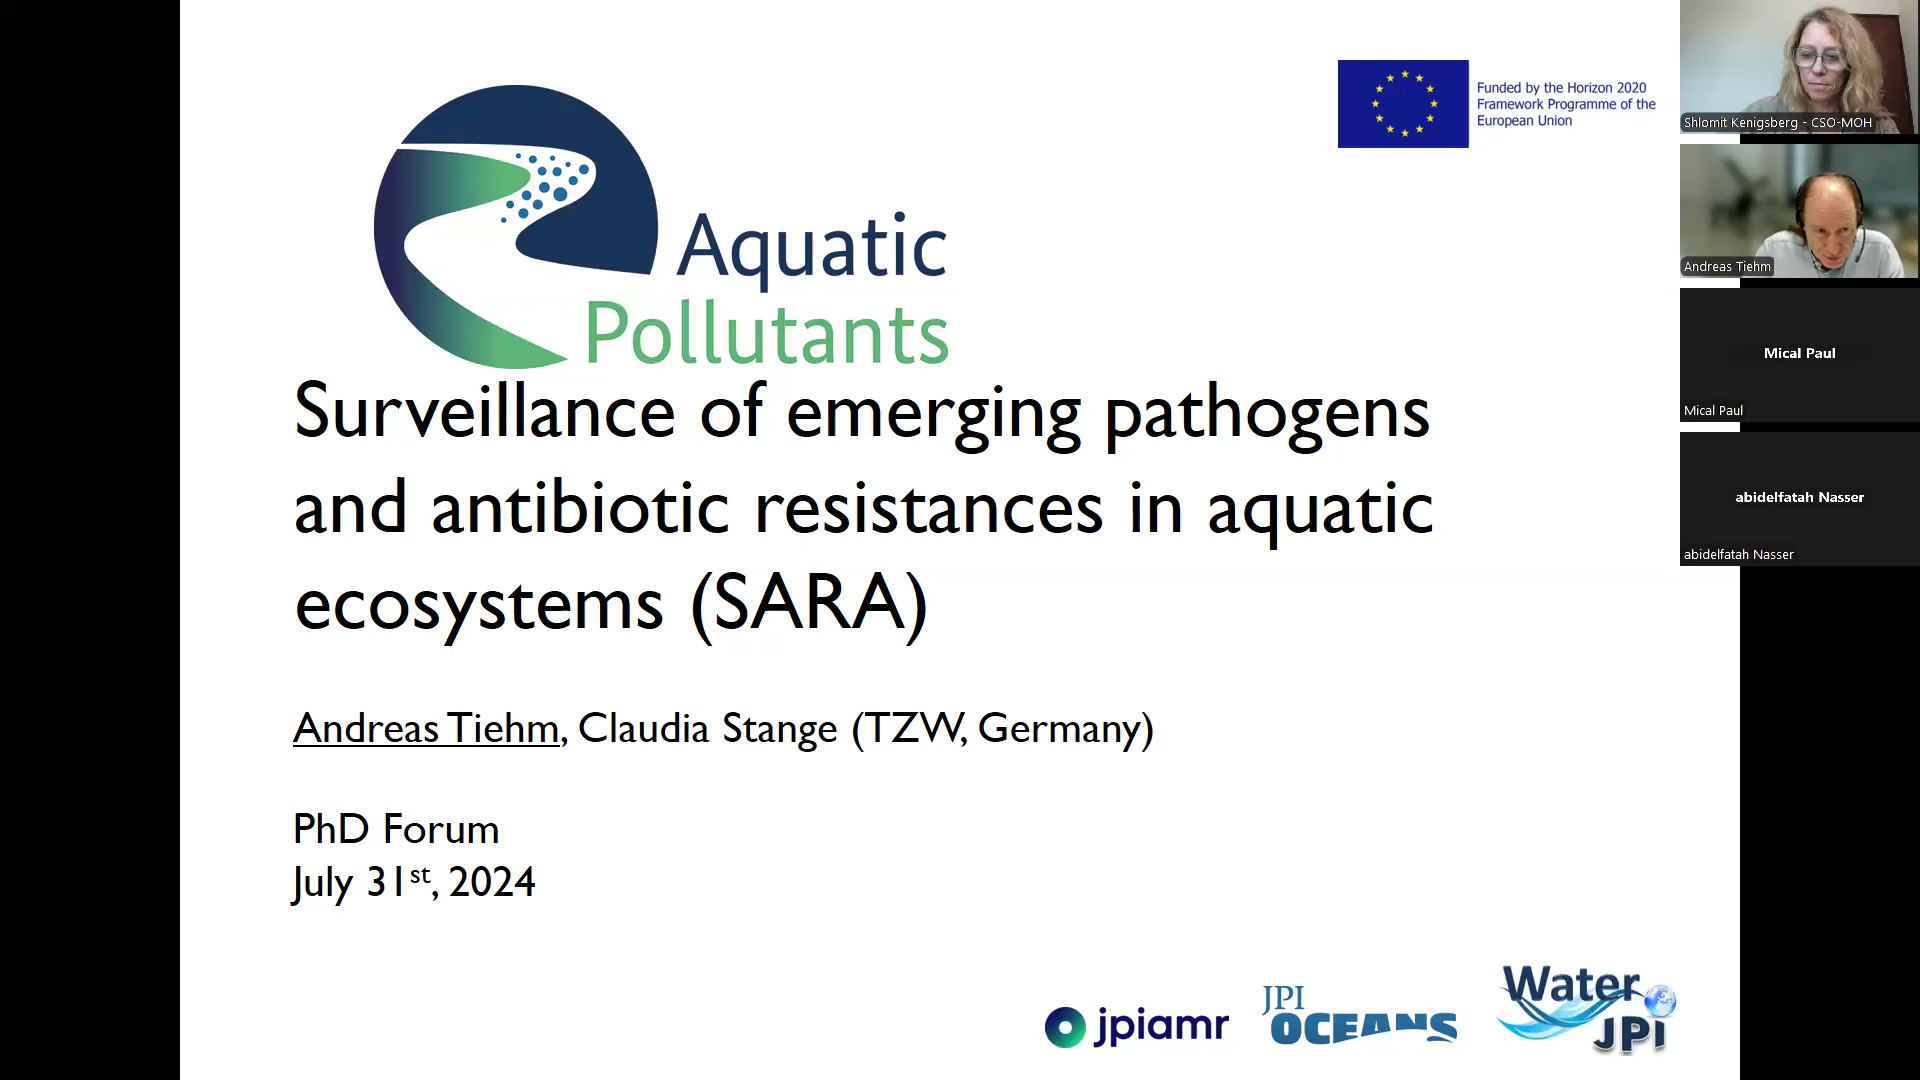 Aquatic
Pollutants
Funded by the Horizon 2020
Framework Programme of the
European Union
Surveillance of emerging pathogens
and antibiotic resistances in aquatic
ecosystems (SARA)
Andreas Tiehm, Claudia Stange (TZW, Germany)
PhD Forum
July 31st, 2024
jpiamr
JPI
OCEANS
Water
JPI
Shlomit Kenigsberg - CSO-MOH
Andreas Tiehm
Mical Paul
Mical Paul
abidelfatah Nasser
abidelfatah Nasser